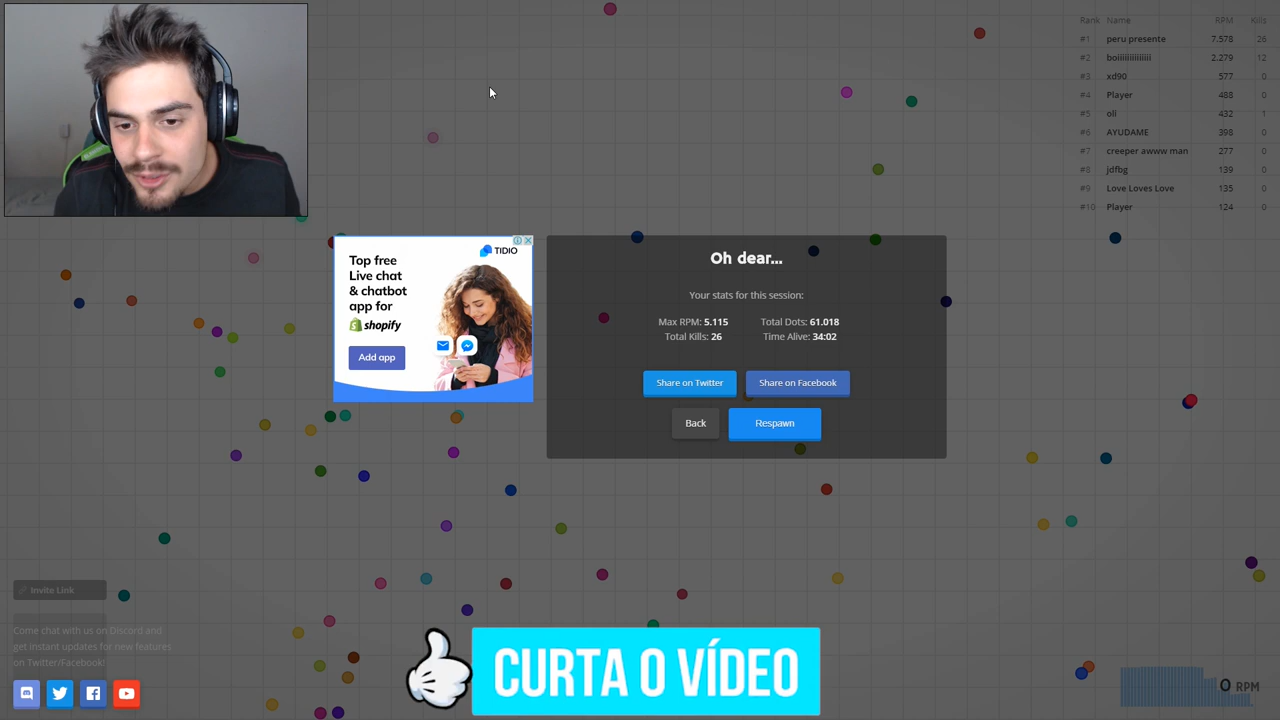 Rank Name RPM Kills
#1 peru presente 7.578 26
#2 boiiiiiiiiiiiiiii 2.279 12
#3 xd90 577 0
#4 Player 488 0
#5 oli 432 1
#6 AYUDAME 398 0
#7 creeper awww man 277 0
#8 jdfbg 139 0
#9 Love Loves Love 135 0
#10 Player 124 0
TIDIO
Top free
Live chat
& chatbot
app for
shopify
Add app
Oh dear...
Your stats for this session:
Max RPM: 5.115 Total Dots: 61.018
Total Kills: 26 Time Alive: 34:02
Share on Twitter Share on Facebook
Back Respawn
Invite Link
Come chat with us on Discord and
get instant updates for new features
on Twitter/Facebook!
CURTA O VÍDEO
0 RPM